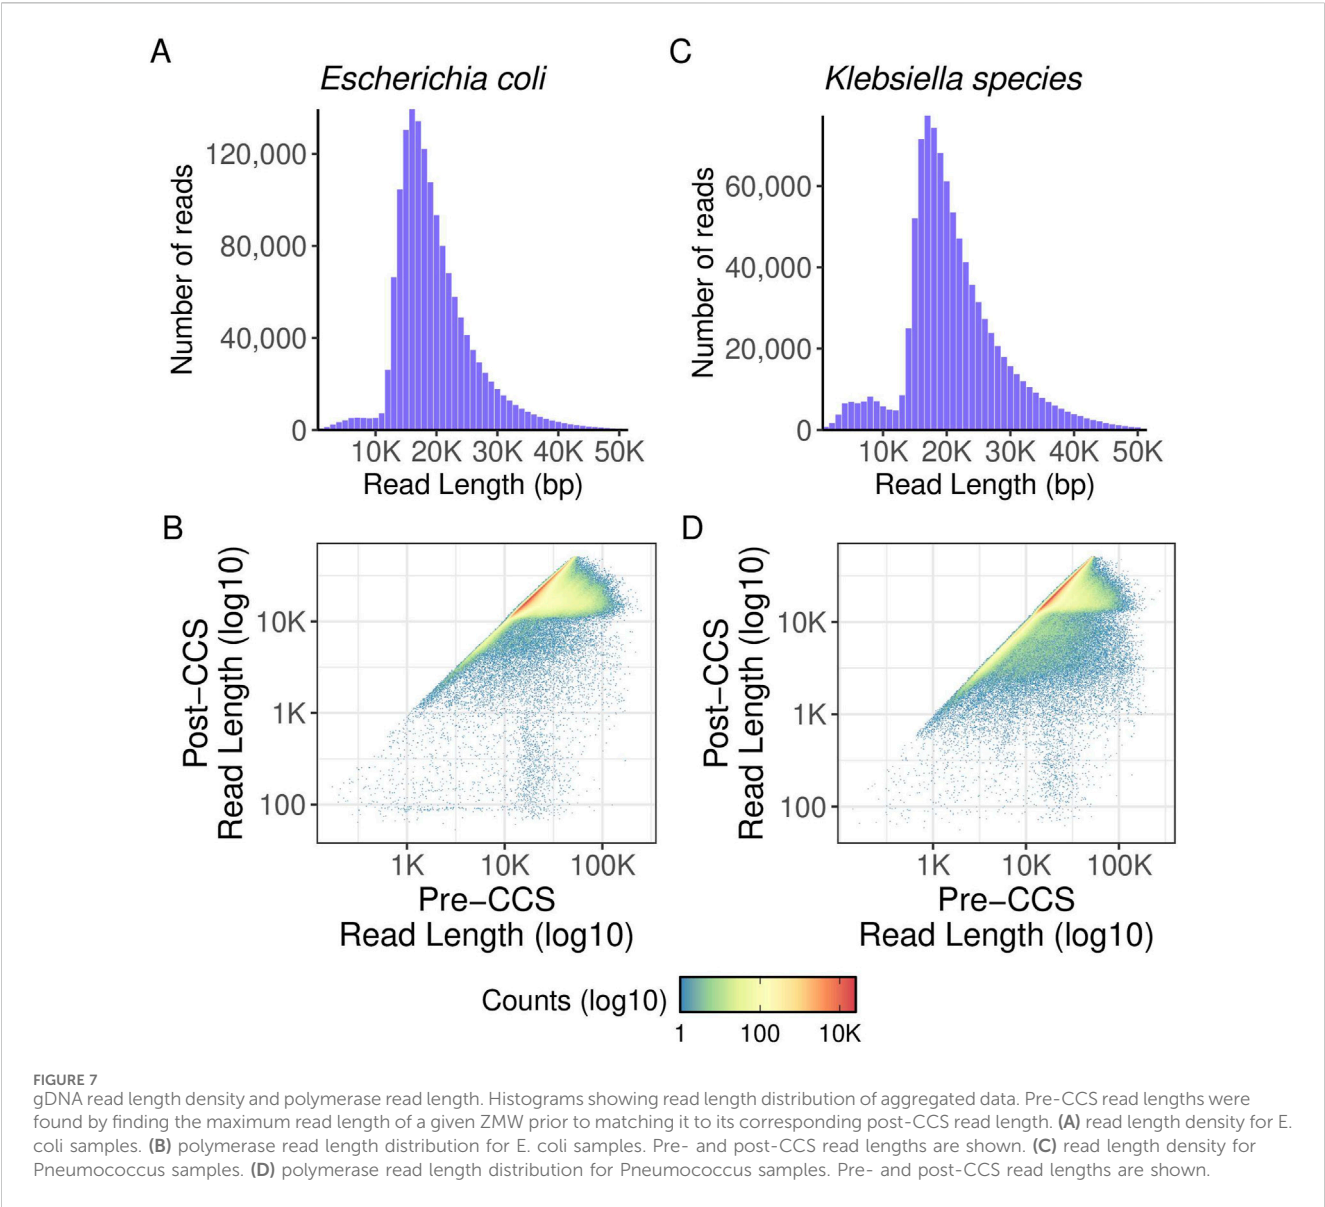 A
Escherichia coli
Number of reads
120,000
80,000
40,000
0
10K 20K 30K 40K 50K
Read Length (bp)
C
Klebsiella species
Number of reads
60,000
40,000
20,000
0
10K 20K 30K 40K 50K
Read Length (bp)
B
Post-CCS
Read Length (log10)
10K
1K
100
1K 10K 100K
Pre-CCS
Read Length (log10)
D
Post-CCS
Read Length (log10)
10K
1K
100
1K 10K 100K
Pre-CCS
Read Length (log10)
Counts (log10)
1 100 10K
FIGURE 7
gDNA read length density and polymerase read length. Histograms showing read length distribution of aggregated data. Pre-CCS read lengths were
found by finding the maximum read length of a given ZMW prior to matching it to its corresponding post-CCS read length. (A) read length density for E.
coli samples. (B) polymerase read length distribution for E. coli samples. Pre- and post-CCS read lengths are shown. (C) read length density for
Pneumococcus samples. (D) polymerase read length distribution for Pneumococcus samples. Pre- and post-CCS read lengths are shown.